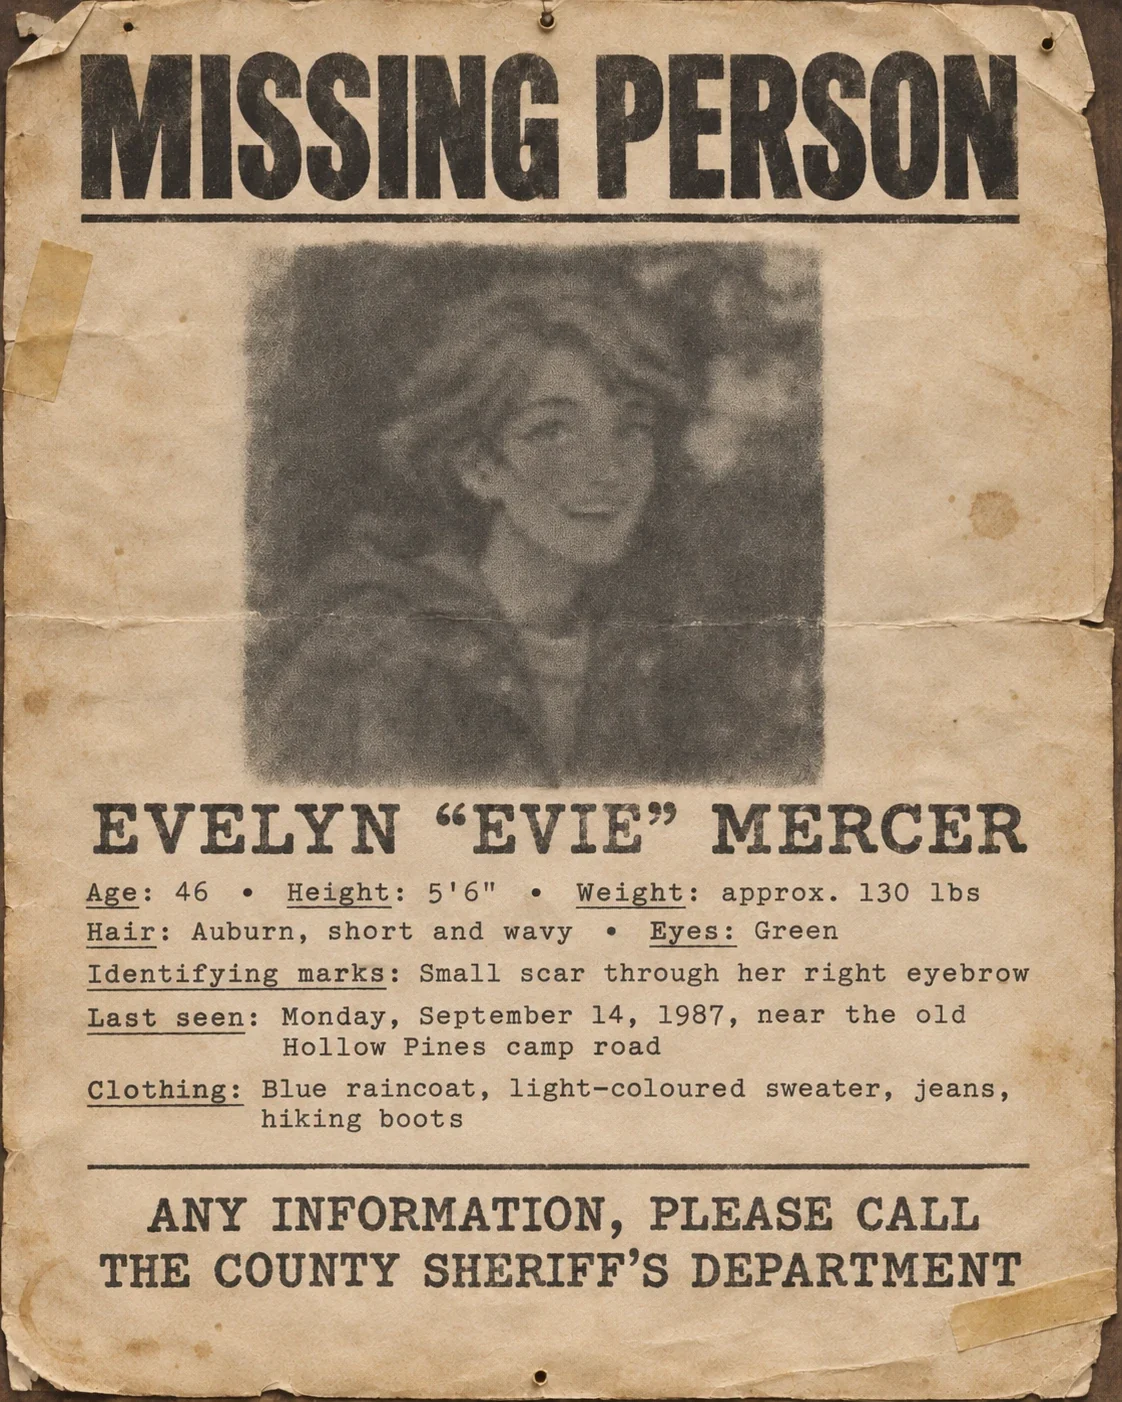 MISSING PERSON
EVELYN “EVIE” MERCER
Age: 46 • Height: 5'6" • Weight: approx. 130 lbs
Hair: Auburn, short and wavy • Eyes: Green
Identifying marks: Small scar through her right eyebrow
Last seen: Monday, September 14, 1987, near the old
Hollow Pines camp road
Clothing: Blue raincoat, light-coloured sweater, jeans,
hiking boots
ANY INFORMATION, PLEASE CALL
THE COUNTY SHERIFF’S DEPARTMENT